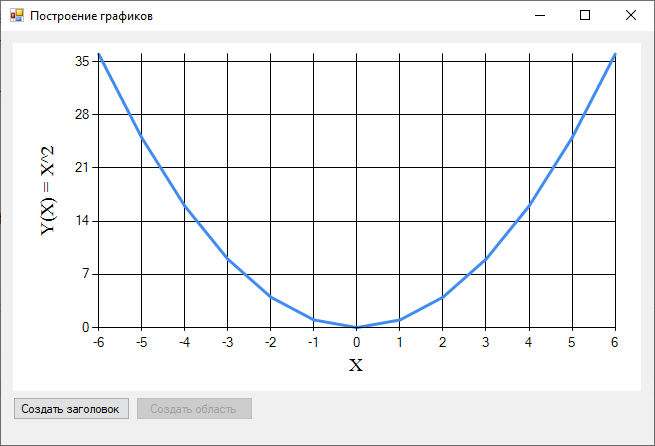 Построение графиков
35
28
21
14
7
0
Y(X) = X^2
-6 -5 -4 -3 -2 -1 0 1 2 3 4 5 6
X
Создать заголовок Создать область